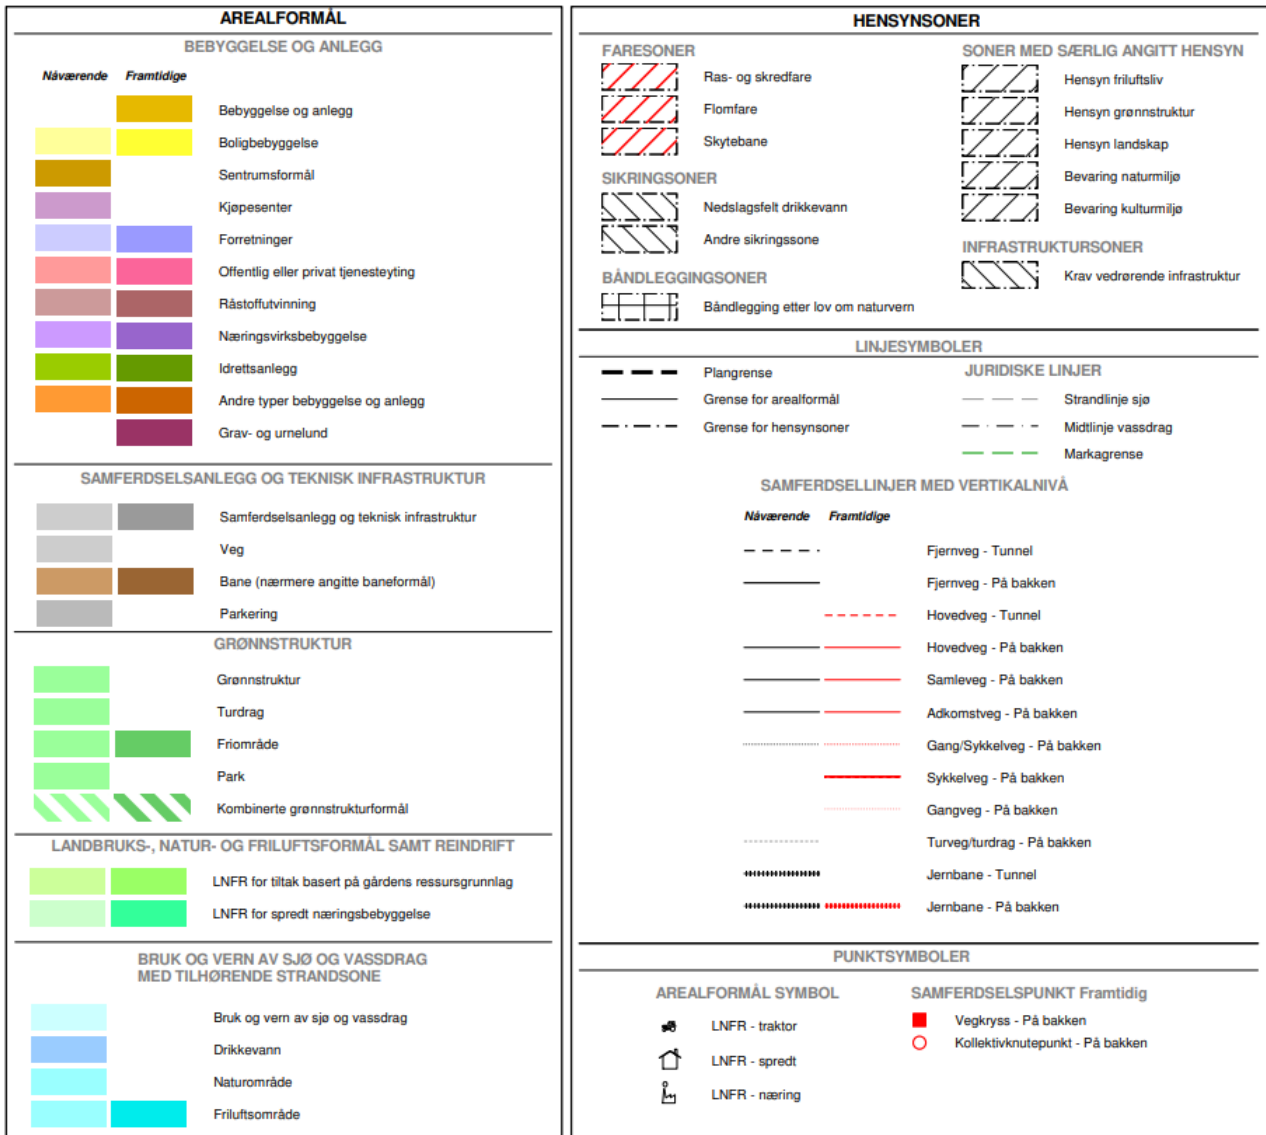 AREALFORMÅL
BEBYGGELSE OG ANLEGG
Nåværende Framtidige
Bebyggelse og anlegg
Boligbebyggelse
Sentrumsformål
Kjøpesenter
Forretninger
Offentlig eller privat tjenesteyting
Råstoffutvinning
Næringsvirksbebyggelse
Idrettsanlegg
Andre typer bebyggelse og anlegg
Grav- og urnelund
SAMFERDSELSANLEGG OG TEKNISK INFRASTRUKTUR
Samferdselsanlegg og teknisk infrastruktur
Veg
Bane (nærmere angitte baneformål)
Parkering
GRØNNSTRUKTUR
Grønnstruktur
Turdrag
Friområde
Park
Kombinerte grønnstrukturformål
LANDBRUKS-, NATUR- OG FRILUFTSFORMÅL SAMT REINDRIFT
LNFR for tiltak basert på gårdens ressursgrunnlag
LNFR for spredt næringsbebyggelse
BRUK OG VERN AV SJØ OG VASSDRAG
MED TILHØRENDE STRANDSONE
Bruk og vern av sjø og vassdrag
Drikkevann
Naturområde
Friluftsområde
HENSYNSONER
FARESONER
Ras- og skredfare
Flomfare
Skytebane
SIKRINGSONER
Nedslagsfelt drikkevann
Andre sikringssone
BÅNDLEGGINGSONER
Båndlegging etter lov om naturvern
SONER MED SÆRLIG ANGITT HENSYN
Hensyn friluftsliv
Hensyn grønnstruktur
Hensyn landskap
Bevaring naturmiljø
Bevaring kulturmiljø
INFRASTRUKTURSONER
Krav vedrørende infrastruktur
LINJESYMBOLER
Plangrense
Grense for arealformål
Grense for hensynsoner
JURIDISKE LINJER
Strandlinje sjø
Midtlinje vassdrag
Markagrense
SAMFERDSELLINJER MED VERTIKALNIVÅ
Nåværende Framtidige
Fjernveg - Tunnel
Fjernveg - På bakken
Hovedveg - Tunnel
Hovedveg - På bakken
Samleveg - På bakken
Adkomstveg - På bakken
Gang/Sykkelveg - På bakken
Sykkelveg - På bakken
Gangveg - På bakken
Turveg/turdrag - På bakken
Jernbane - Tunnel
Jernbane - På bakken
PUNKTSYMBOLER
AREALFORMÅL SYMBOL
LNFR - traktor
LNFR - spredt
LNFR - næring
SAMFERDSELSPUNKT Framtidig
Vegkryss - På bakken
Kollektivknutepunkt - På bakken